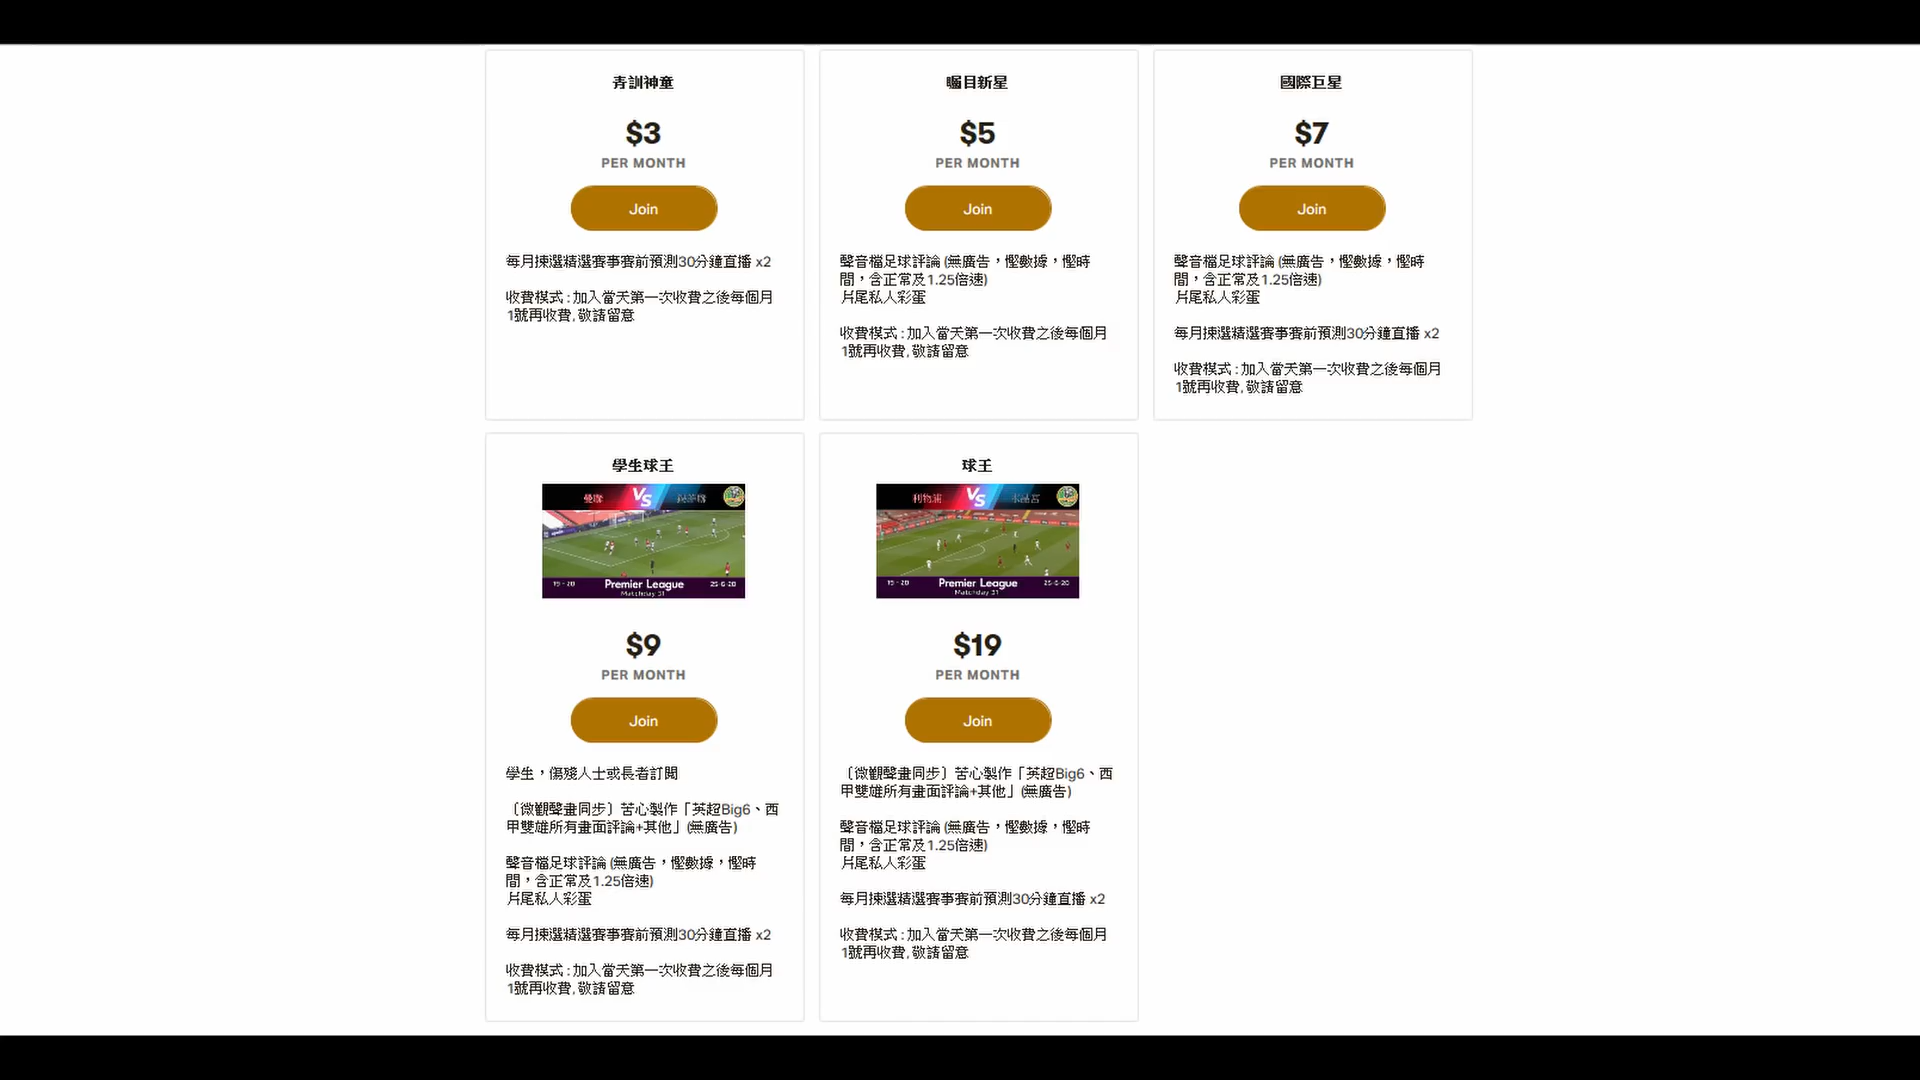 青訓神童
$3
PER MONTH
Join
每月揀選精選賽事賽前預測30分鐘直播 x2
收費模式 : 加入當天第一次收費之後每個月
1號再收費, 敬請留意
矚目新星
$5
PER MONTH
Join
聲音檔足球評論 (無廣告，慳數據，慳時
間，含正常及1.25倍速)
片尾私人彩蛋
收費模式 : 加入當天第一次收費之後每個月
1號再收費, 敬請留意
國際巨星
$7
PER MONTH
Join
聲音檔足球評論 (無廣告，慳數據，慳時
間，含正常及1.25倍速)
片尾私人彩蛋
每月揀選精選賽事賽前預測30分鐘直播 x2
收費模式 : 加入當天第一次收費之後每個月
1號再收費, 敬請留意
學生球王
曼聯 VS
19 - 20 Premier League
Matchday 31
$9
PER MONTH
Join
學生，傷殘人士或長者訂閱
〔微觀聲畫同步〕苦心製作「英超Big6、西
甲雙雄所有畫面評論+其他」(無廣告)
聲音檔足球評論 (無廣告，慳數據，慳時
間，含正常及1.25倍速)
片尾私人彩蛋
每月揀選精選賽事賽前預測30分鐘直播 x2
收費模式 : 加入當天第一次收費之後每個月
1號再收費, 敬請留意
球王
利物浦 VS
19 - 20 Premier League
Matchday 31
$19
PER MONTH
Join
〔微觀聲畫同步〕苦心製作「英超Big6、西
甲雙雄所有畫面評論+其他」(無廣告)
聲音檔足球評論 (無廣告，慳數據，慳時
間，含正常及1.25倍速)
片尾私人彩蛋
每月揀選精選賽事賽前預測30分鐘直播 x2
收費模式 : 加入當天第一次收費之後每個月
1號再收費, 敬請留意